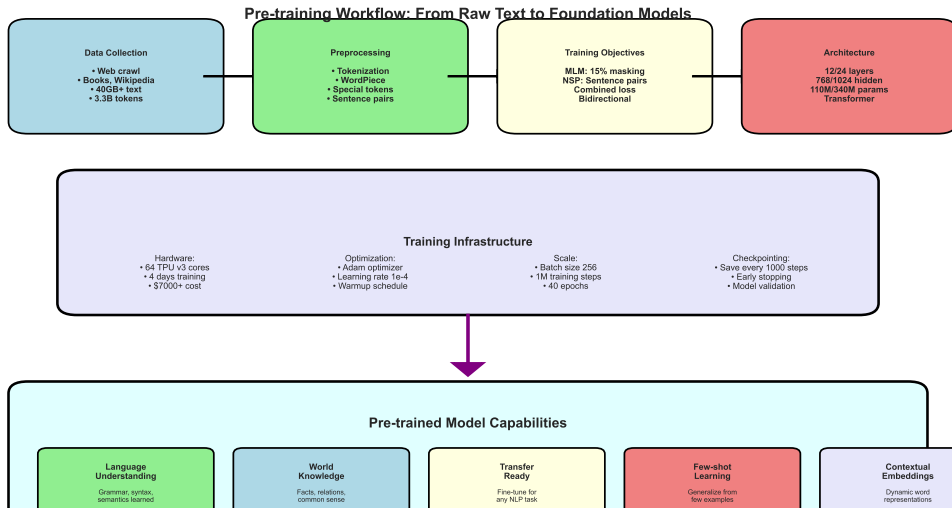 Pre-training Workflow: From Raw Text to Foundation Models
Data Collection
• Web crawl
• Books, Wikipedia
• 40GB+ text
• 3.3B tokens
Preprocessing
• Tokenization
• WordPiece
• Special tokens
• Sentence pairs
Training Objectives
MLM: 15% masking
NSP: Sentence pairs
Combined loss
Bidirectional
Architecture
12/24 layers
768/1024 hidden
110M/340M params
Transformer
Training Infrastructure
Hardware:
• 64 TPU v3 cores
• 4 days training
• $7000+ cost
Optimization:
• Adam optimizer
• Learning rate 1e-4
• Warmup schedule
Scale:
• Batch size 256
• 1M training steps
• 40 epochs
Checkpointing:
• Save every 1000 steps
• Early stopping
• Model validation
Pre-trained Model Capabilities
Language
Understanding
Grammar, syntax,
semantics learned
World
Knowledge
Facts, relations,
common sense
Transfer
Ready
Fine-tune for
any NLP task
Few-shot
Learning
Generalize from
few examples
Contextual
Embeddings
Dynamic word
representations